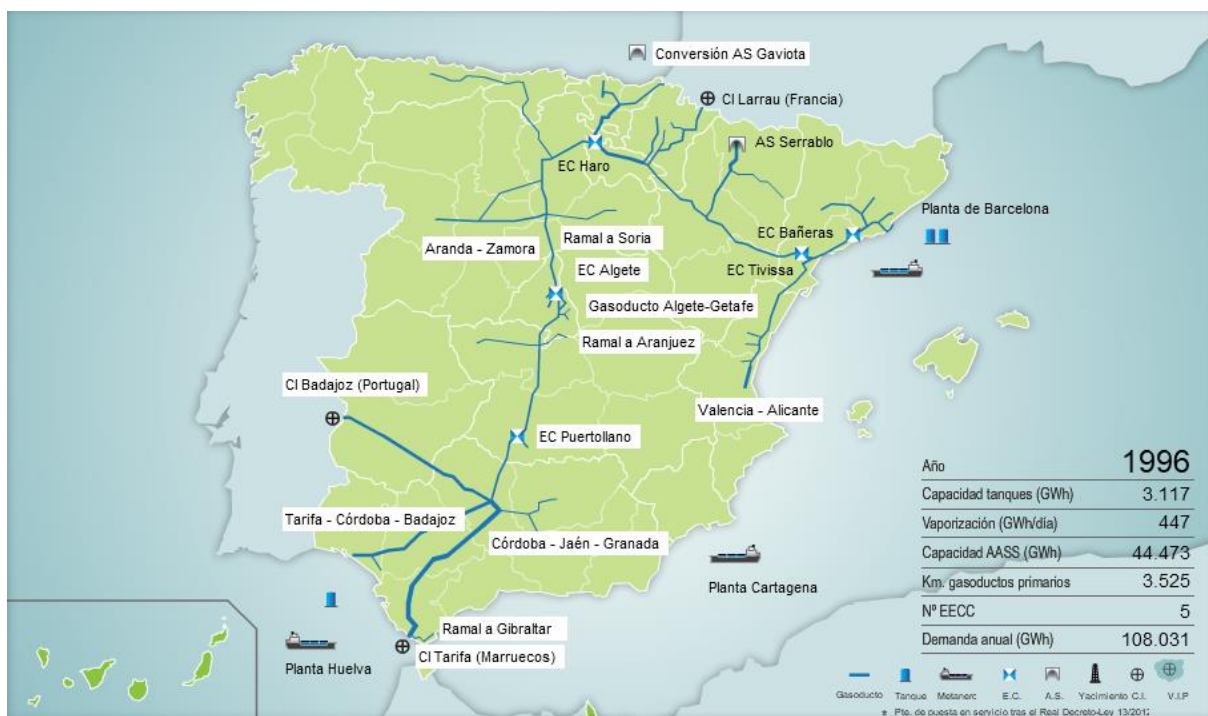 Conversión AS Gaviota
CI Larrau (Francia)
AS Serrablo
EC Haro
Planta de Barcelona
EC Bañeras
Ramal a Soria
Aranda - Zamora
EC Tivissa
EC Algete
Gasoducto Algete-Getafe
Ramal a Aranjuez
CI Badajoz (Portugal)
Valencia - Alicante
EC Puertollano
Tarifa - Córdoba - Badajoz
Córdoba - Jaén - Granada
Planta Cartagena
Ramal a Gibraltar
CI Tarifa (Marruecos)
Planta Huelva
Año 1996
Capacidad tanques (GWh) 3.117
Vaporización (GWh/día) 447
Capacidad AASS (GWh) 44.473
Km. gasoductos primarios 3.525
Nº EECC 5
Demanda anual (GWh) 108.031
Gasoducto Tanque Metanerc E.C. A.S. Yacimiento C.I. V.I.P
* Pte. de puesta en servicio tras el Real Decreto-Ley 13/2012